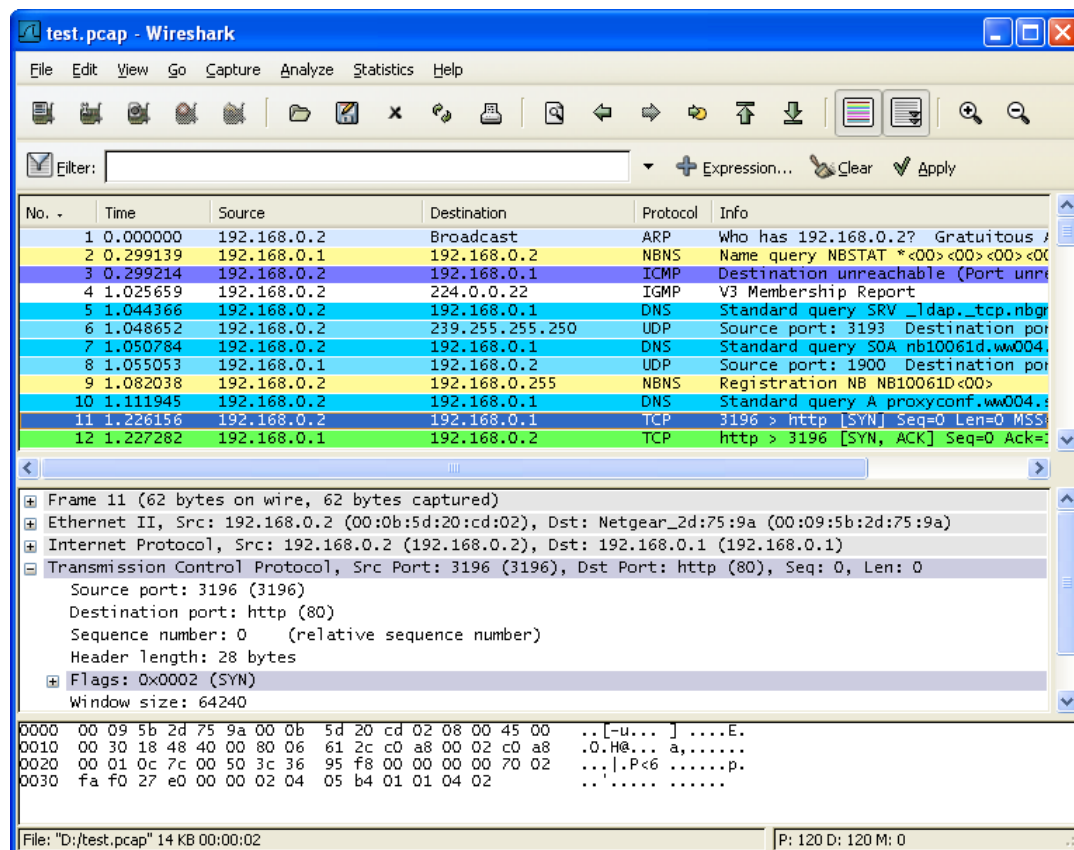 test.pcap - Wireshark
File Edit View Go Capture Analyze Statistics Help
Filter: Expression... Clear Apply
No. Time Source Destination Protocol Info
1 0.000000 192.168.0.2 Broadcast ARP Who has 192.168.0.2? Gratuitous
2 0.299139 192.168.0.1 192.168.0.2 NBNS Name query NBSTAT *<00><00><00><00
3 0.299214 192.168.0.2 192.168.0.1 ICMP Destination unreachable (Port unre
4 1.025659 192.168.0.2 224.0.0.22 IGMP V3 Membership Report
5 1.044366 192.168.0.2 192.168.0.1 DNS Standard query SRV _ldap._tcp.nbgm
6 1.048652 192.168.0.2 239.255.255.250 UDP Source port: 3193 Destination por
7 1.050784 192.168.0.2 192.168.0.1 DNS Standard query SOA nb10061d.ww004.
8 1.055053 192.168.0.1 192.168.0.2 UDP Source port: 1900 Destination por
9 1.082038 192.168.0.2 192.168.0.255 NBNS Registration NB NB10061D<00>
10 1.111945 192.168.0.2 192.168.0.1 DNS Standard query A proxyconf.ww004.s
11 1.226156 192.168.0.2 192.168.0.1 TCP 3196 > http [SYN] Seq=0 Len=0 MSS
12 1.227282 192.168.0.1 192.168.0.2 TCP http > 3196 [SYN, ACK] Seq=0 Ack=
Frame 11 (62 bytes on wire, 62 bytes captured)
Ethernet II, Src: 192.168.0.2 (00:0b:5d:20:cd:02), Dst: Netgear_2d:75:9a (00:09:5b:2d:75:9a)
Internet Protocol, Src: 192.168.0.2 (192.168.0.2), Dst: 192.168.0.1 (192.168.0.1)
Transmission Control Protocol, Src Port: 3196 (3196), Dst Port: http (80), Seq: 0, Len: 0
Source port: 3196 (3196)
Destination port: http (80)
Sequence number: 0 (relative sequence number)
Header length: 28 bytes
Flags: 0x0002 (SYN)
Window size: 64240
0000 00 09 5b 2d 75 9a 00 0b 5d 20 cd 02 08 00 45 00 ..[-u... ] ....E.
0010 00 30 18 48 40 00 80 06 61 2c c0 a8 00 02 c0 a8 .0.H@... a,......
0020 00 01 0c 7c 00 50 3c 36 95 f8 00 00 00 00 70 02 ...|.P<6 ......p.
0030 fa f0 27 e0 00 00 02 04 05 b4 01 01 04 02 ..'..... ......
File: "D:/test.pcap" 14 KB 00:00:02 P: 120 D: 120 M: 0